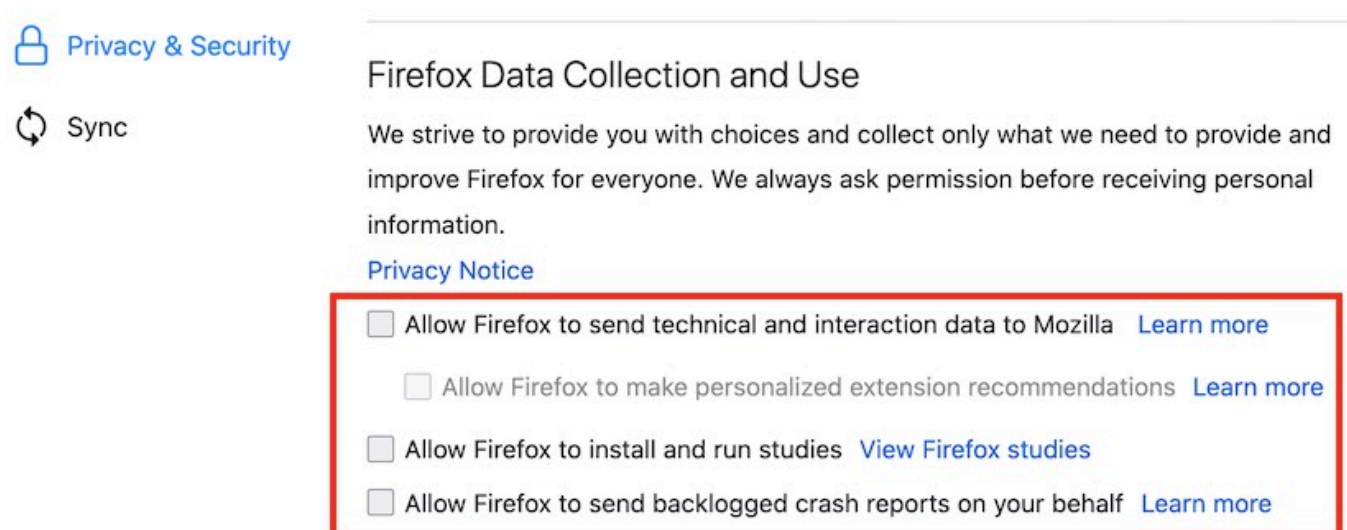 Privacy & Security
Sync
Firefox Data Collection and Use
We strive to provide you with choices and collect only what we need to provide and
improve Firefox for everyone. We always ask permission before receiving personal
information.
Privacy Notice
Allow Firefox to send technical and interaction data to Mozilla Learn more
Allow Firefox to make personalized extension recommendations Learn more
Allow Firefox to install and run studies View Firefox studies
Allow Firefox to send backlogged crash reports on your behalf Learn more